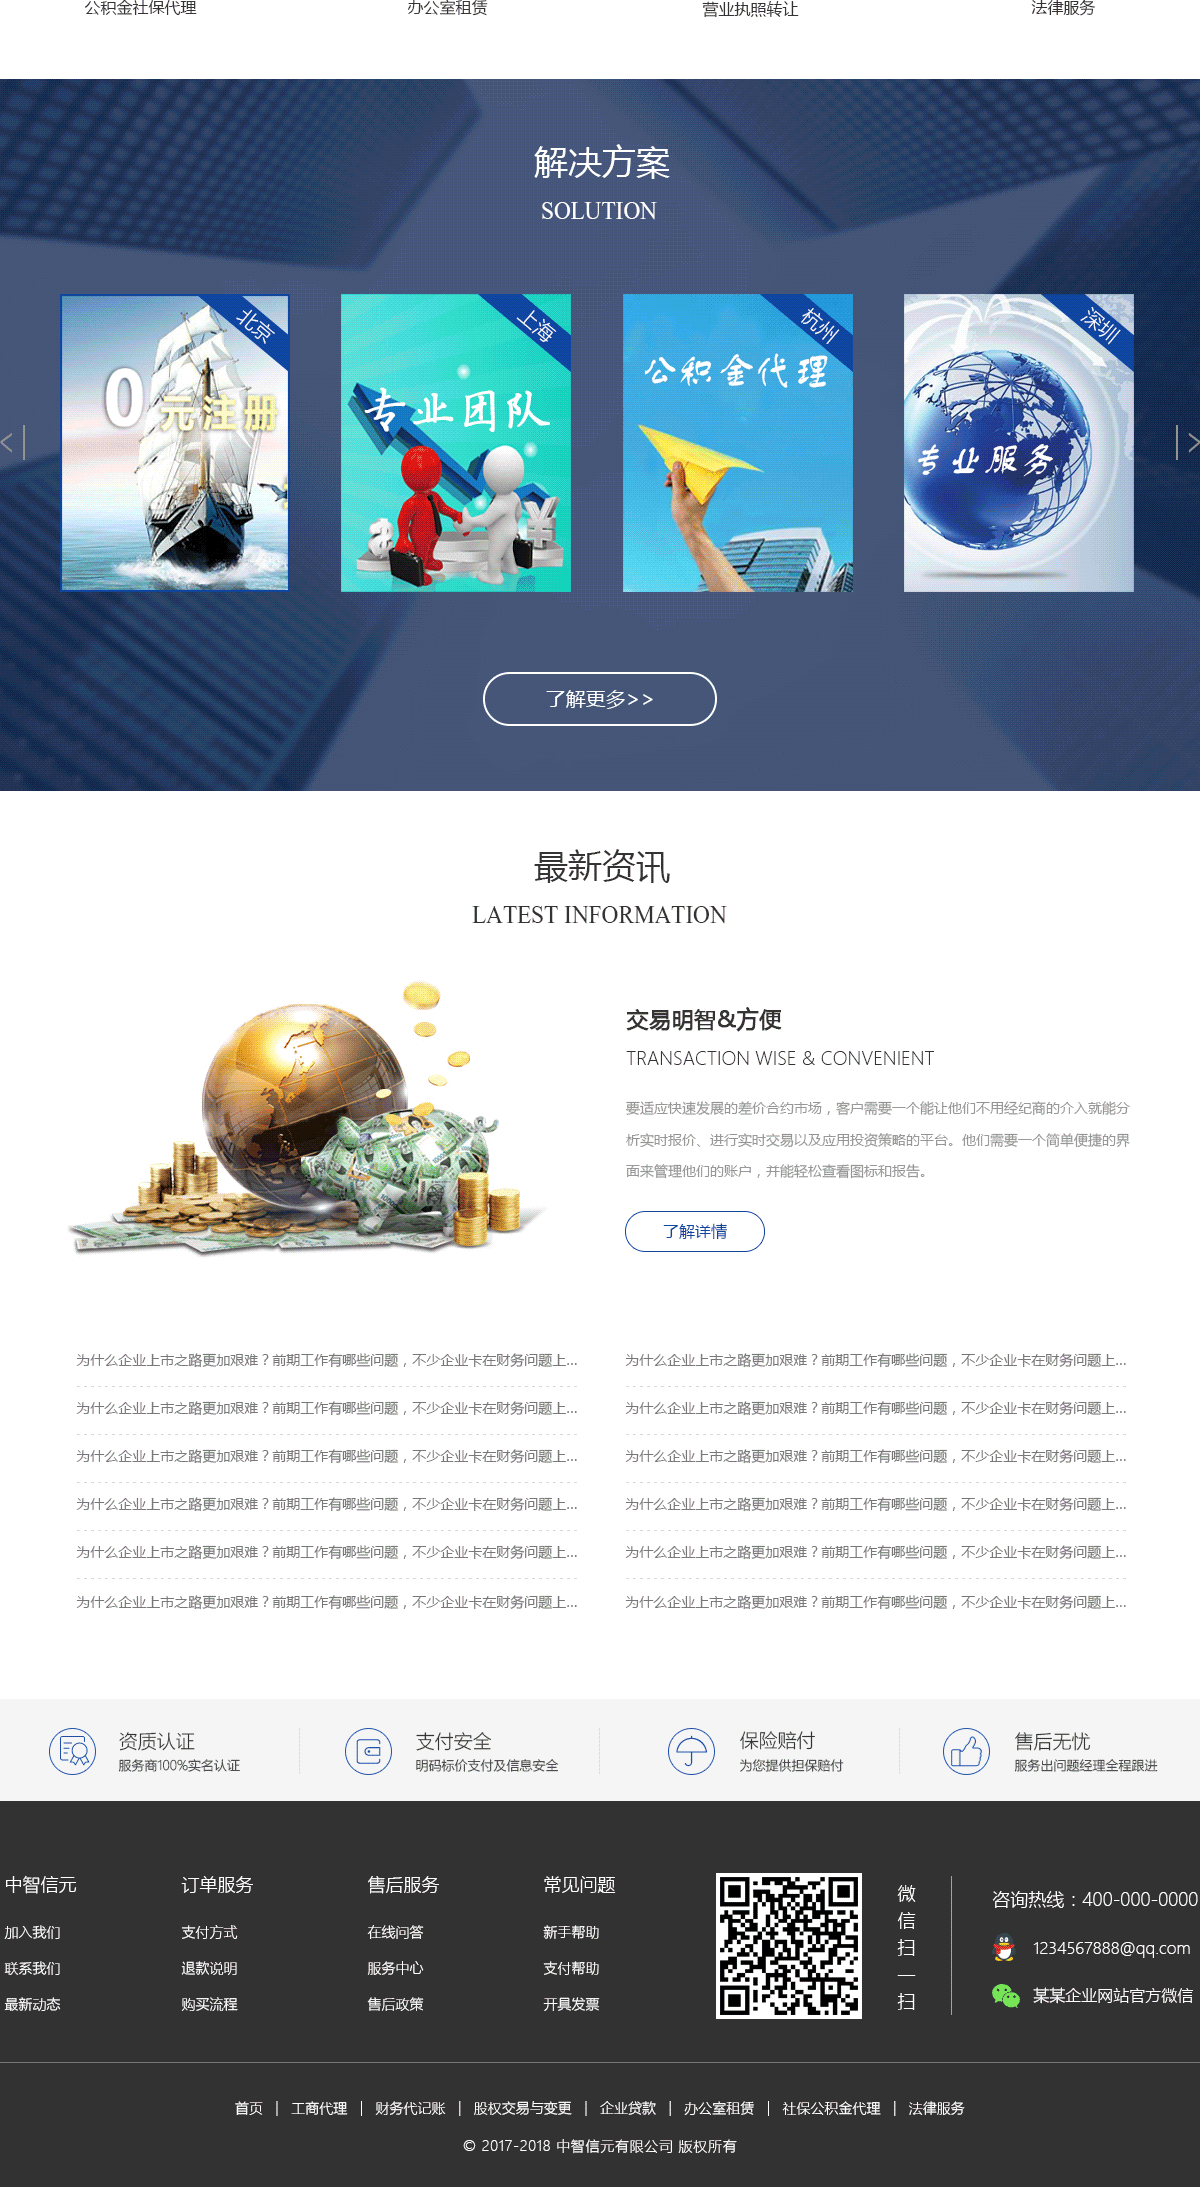 公积金社保代理
办公室租赁
营业执照转让
法律服务
解决方案
SOLUTION
北京
0元注册
上海
专业团队
杭州
公积金代理
深圳
专业服务
了解更多>>
最新资讯
LATEST INFORMATION
交易明智&方便
TRANSACTION WISE & CONVENIENT
要适应快速发展的差价合约市场，客户需要一个能让他们不用经纪商的介入就能分
析实时报价、进行实时交易以及应用投资策略的平台。他们需要一个简单便捷的界
面来管理他们的账户，并能轻松查看图标和报告。
了解详情
为什么企业上市之路更加艰难？前期工作有哪些问题，不少企业卡在财务问题上...
为什么企业上市之路更加艰难？前期工作有哪些问题，不少企业卡在财务问题上...
为什么企业上市之路更加艰难？前期工作有哪些问题，不少企业卡在财务问题上...
为什么企业上市之路更加艰难？前期工作有哪些问题，不少企业卡在财务问题上...
为什么企业上市之路更加艰难？前期工作有哪些问题，不少企业卡在财务问题上...
为什么企业上市之路更加艰难？前期工作有哪些问题，不少企业卡在财务问题上...
为什么企业上市之路更加艰难？前期工作有哪些问题，不少企业卡在财务问题上...
为什么企业上市之路更加艰难？前期工作有哪些问题，不少企业卡在财务问题上...
为什么企业上市之路更加艰难？前期工作有哪些问题，不少企业卡在财务问题上...
为什么企业上市之路更加艰难？前期工作有哪些问题，不少企业卡在财务问题上...
为什么企业上市之路更加艰难？前期工作有哪些问题，不少企业卡在财务问题上...
为什么企业上市之路更加艰难？前期工作有哪些问题，不少企业卡在财务问题上...
资质认证
服务商100%实名认证
支付安全
明码标价支付及信息安全
保险赔付
为您提供担保赔付
售后无忧
服务出问题经理全程跟进
中智信元
加入我们
联系我们
最新动态
订单服务
支付方式
退款说明
购买流程
售后服务
在线问答
服务中心
售后政策
常见问题
新手帮助
支付帮助
开具发票
微信扫一扫
咨询热线：400-000-0000
1234567888@qq.com
某某企业网站官方微信
首页 | 工商代理 | 财务代记账 | 股权交易与变更 | 企业贷款 | 办公室租赁 | 社保公积金代理 | 法律服务
© 2017-2018 中智信元有限公司 版权所有